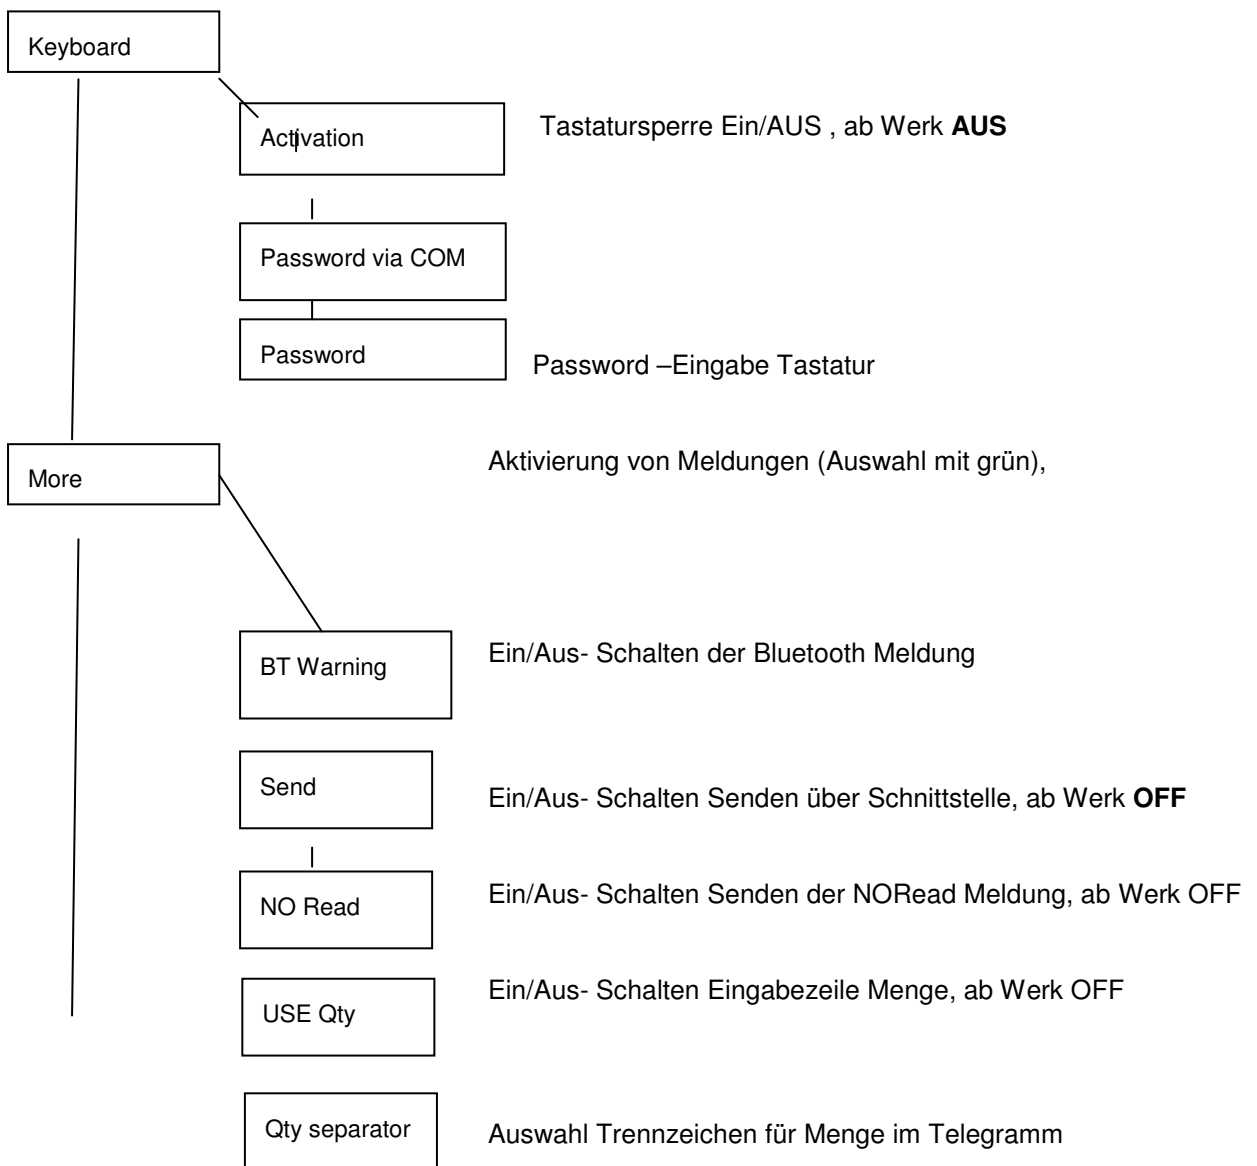 Keyboard
Activation
Tastatursperre Ein/AUS , ab Werk AUS
Password via COM
Password
Password –Eingabe Tastatur
More
Aktivierung von Meldungen (Auswahl mit grün),
BT Warning
Ein/Aus- Schalten der Bluetooth Meldung
Send
Ein/Aus- Schalten Senden über Schnittstelle, ab Werk OFF
NO Read
Ein/Aus- Schalten Senden der NORead Meldung, ab Werk OFF
USE Qty
Ein/Aus- Schalten Eingabezeile Menge, ab Werk OFF
Qty separator
Auswahl Trennzeichen für Menge im Telegramm